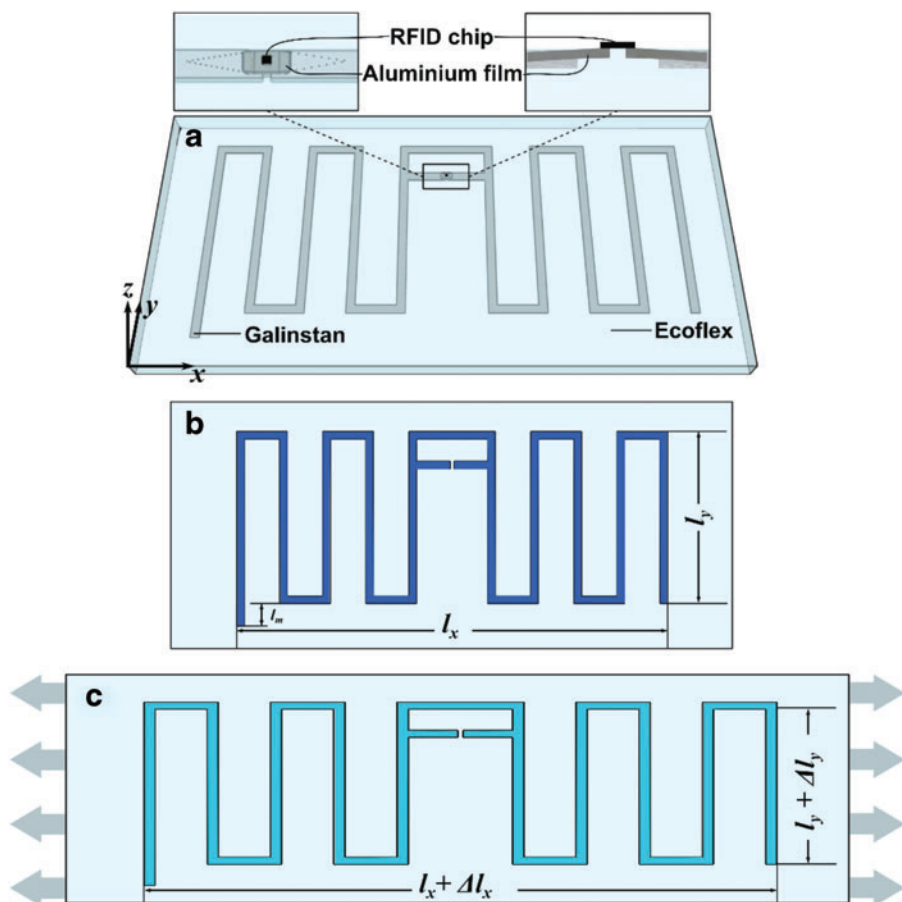 RFID chip
Aluminium film
a
z
y
x
Galinstan
Ecoflex
b
l_y
l_m
l_x
c
l_y + Δl_y
l_x + Δl_x